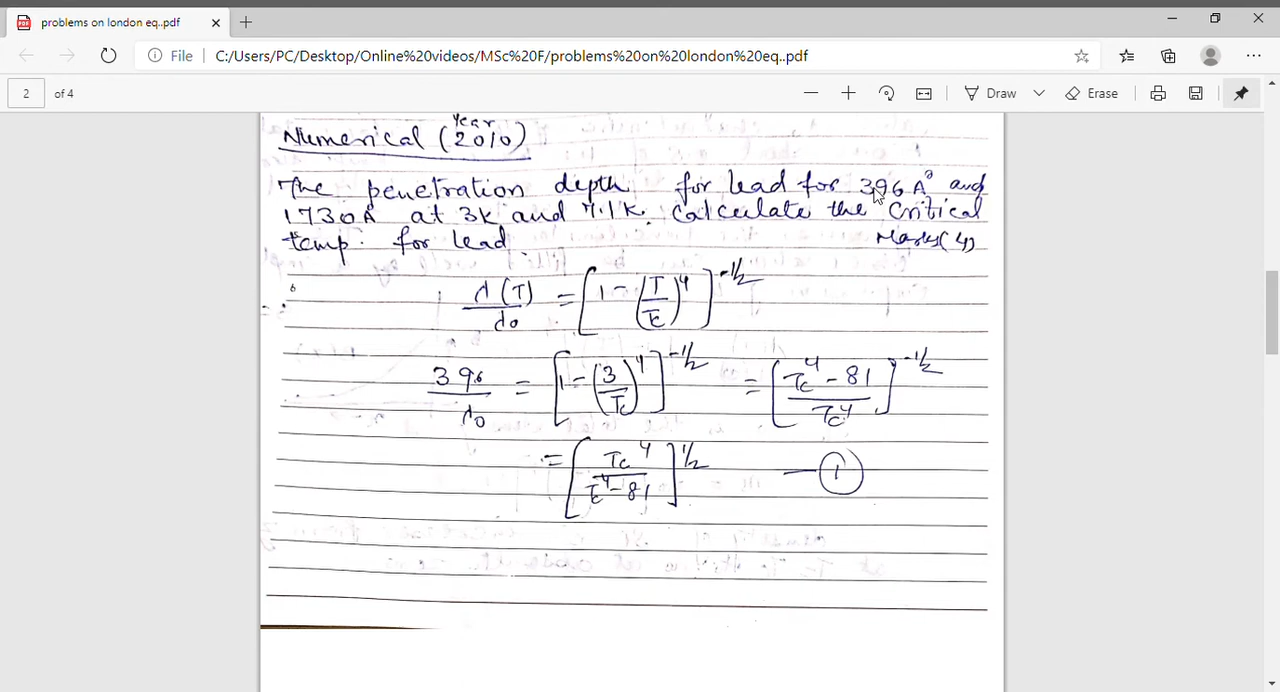 problems on london eq..pdf
File C:/Users/PC/Desktop/Online%20videos/MSc%20F/problems%20on%20london%20eq..pdf
2 of 4 Draw Erase
Numerical (Year 2010)
The penetration depth for lead for 396 A° and
1730A° at 3K and 7.1K. Calculate the Critical
temp. for lead. Marks(4)
λ(T)/λ0 = [1 - (T/Tc)^4]^-1/2
396/λ0 = [1 - (3/Tc)^4]^-1/2 = [Tc^4 - 81/Tc^4]^-1/2
= [Tc^4/Tc^4 - 81]^1/2 — ①